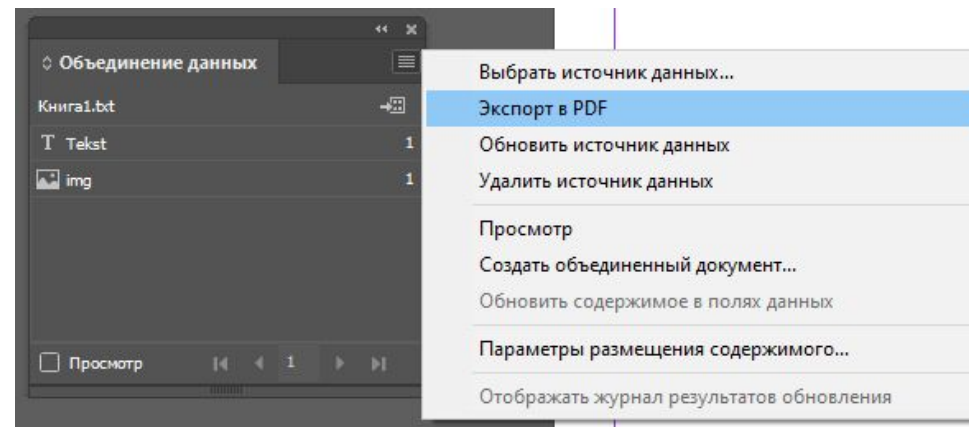 Объединение данных
Книга1.txt
T Tekst 1
img 1
Просмотр 1
Выбрать источник данных...
Экспорт в PDF
Обновить источник данных
Удалить источник данных
Просмотр
Создать объединенный документ...
Обновить содержимое в полях данных
Параметры размещения содержимого...
Отображать журнал результатов обновления